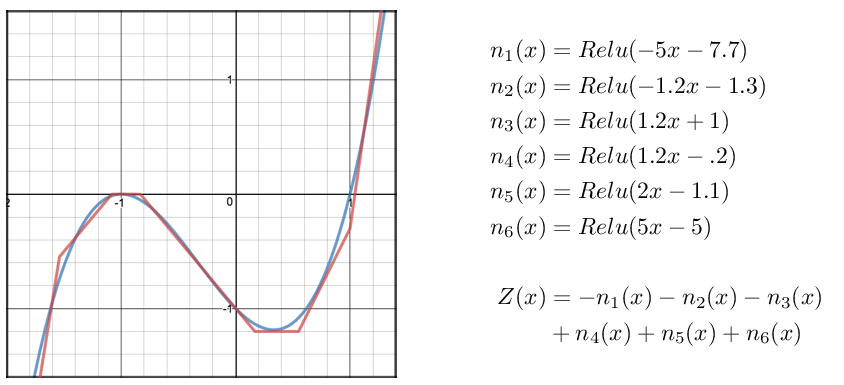 1
2
-1
0
1
-1
n₁(x) = Relu(−5x − 7.7)
n₂(x) = Relu(−1.2x − 1.3)
n₃(x) = Relu(1.2x + 1)
n₄(x) = Relu(1.2x − .2)
n₅(x) = Relu(2x − 1.1)
n₆(x) = Relu(5x − 5)
Z(x) = −n₁(x) − n₂(x) − n₃(x)
+ n₄(x) + n₅(x) + n₆(x)